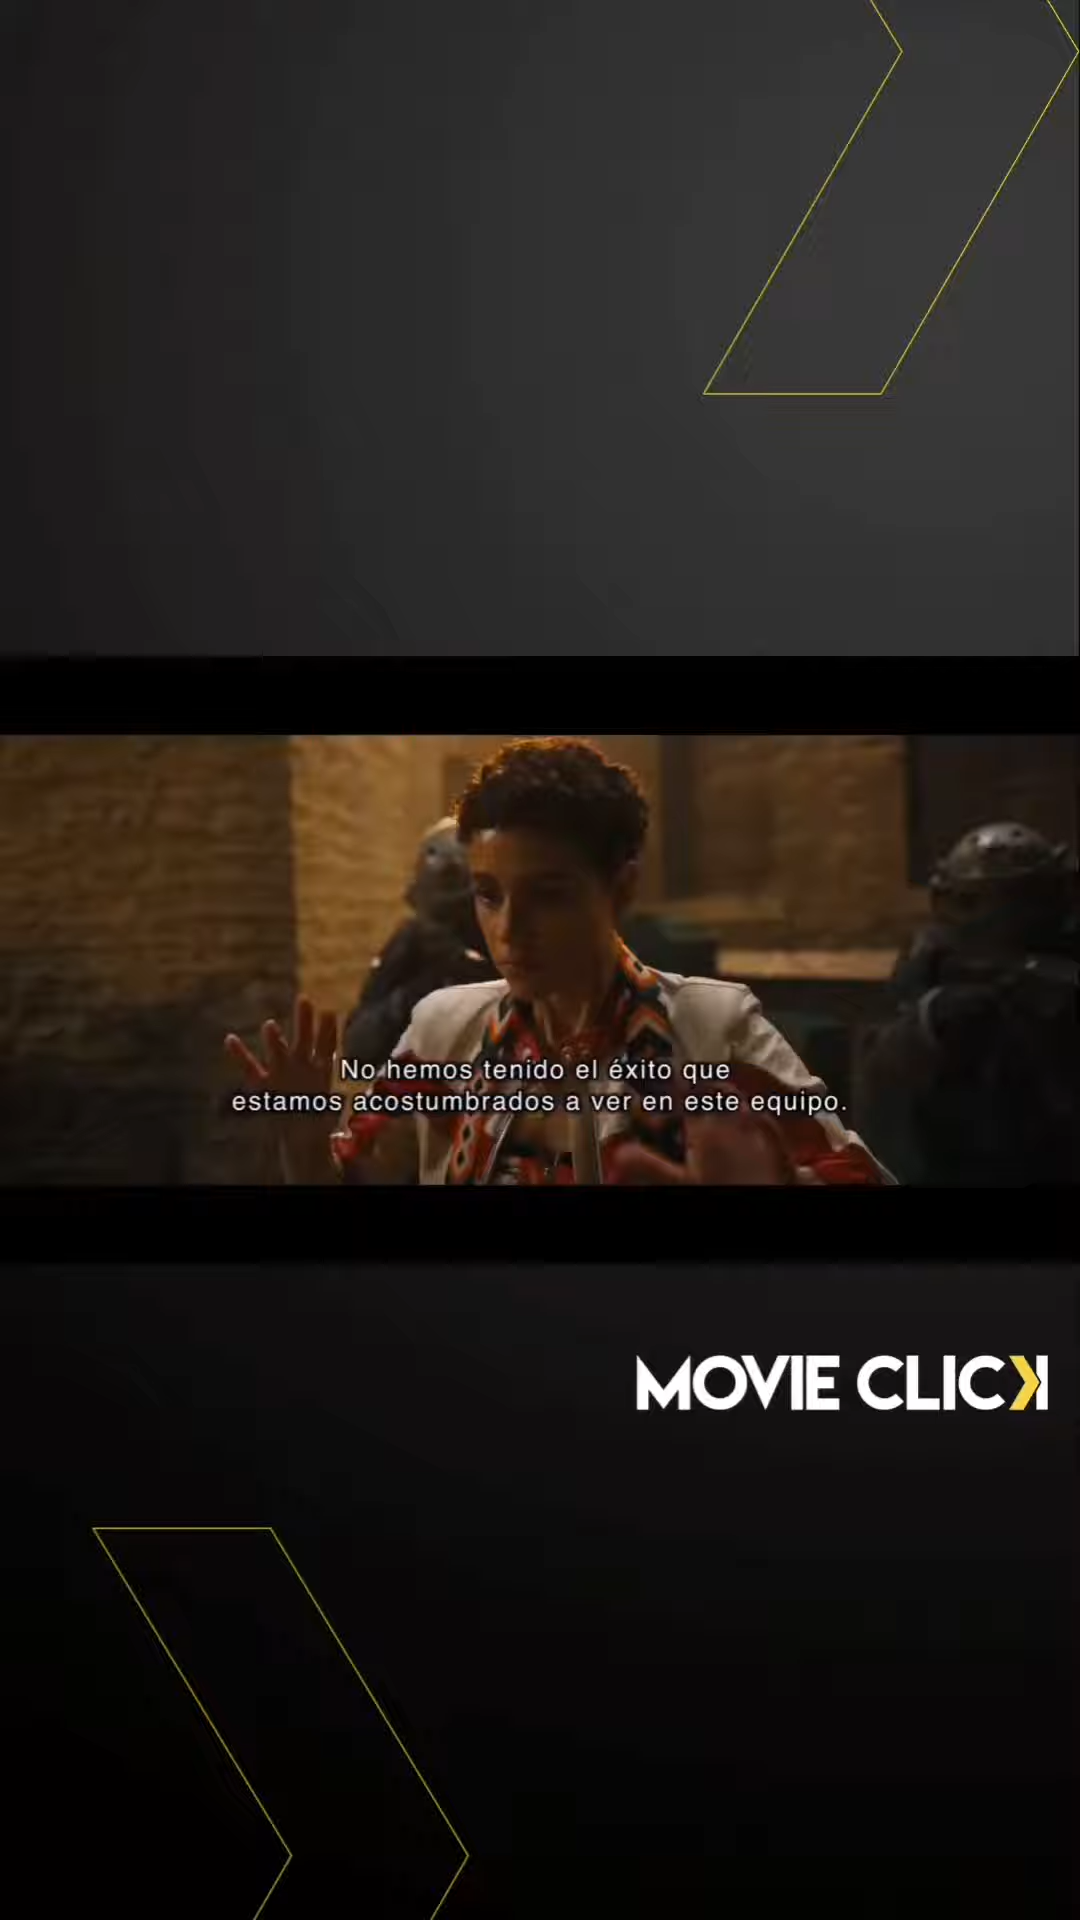 No hemos tenido el éxito que
estamos acostumbrados a ver en este equipo.
MOVIE CLICK